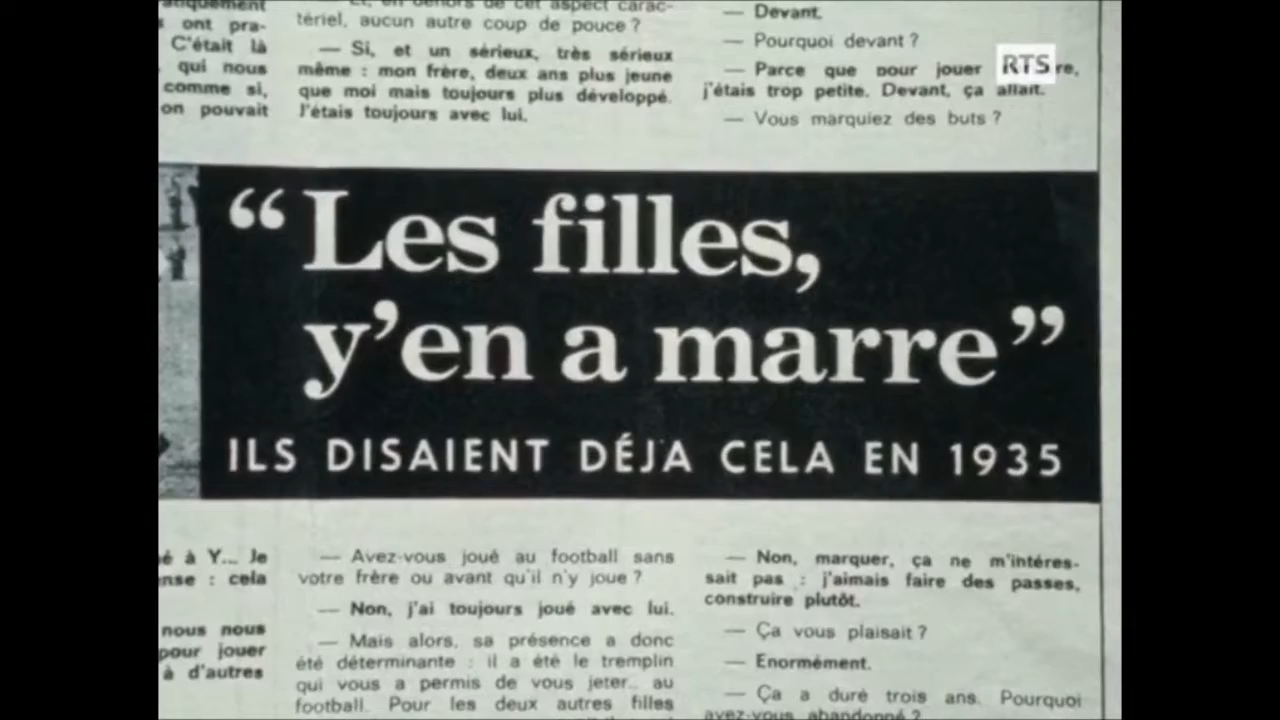 ont pra-
C'était là
qui nous
comme si,
on pouvait
tériel, aucun autre coup de pouce ?
— Si, et un sérieux, très sérieux
même : mon frère, deux ans plus jeune
que moi mais toujours plus développé.
J'étais toujours avec lui.
— Devant.
— Pourquoi devant ?
— Parce que pour jouer
j'étais trop petite. Devant, ça allait.
— Vous marquiez des buts ?
RTS
“Les filles,
y'en a marre”
ILS DISAIENT DÉJA CELA EN 1935
é à Y... Je
nse : cela
nous nous
pour jouer
à d'autres
— Avez-vous joué au football sans
votre frère ou avant qu'il n'y joue ?
— Non, j'ai toujours joué avec lui.
— Mais alors, sa présence a donc
été déterminante : il a été le tremplin
qui vous a permis de vous jeter... au
football. Pour les deux autres filles
— Non, marquer, ça ne m'intéres-
sait pas : j'aimais faire des passes,
construire plutôt.
— Ça vous plaisait ?
— Enormément.
— Ça a duré trois ans. Pourquoi
avez-vous abandonné ?